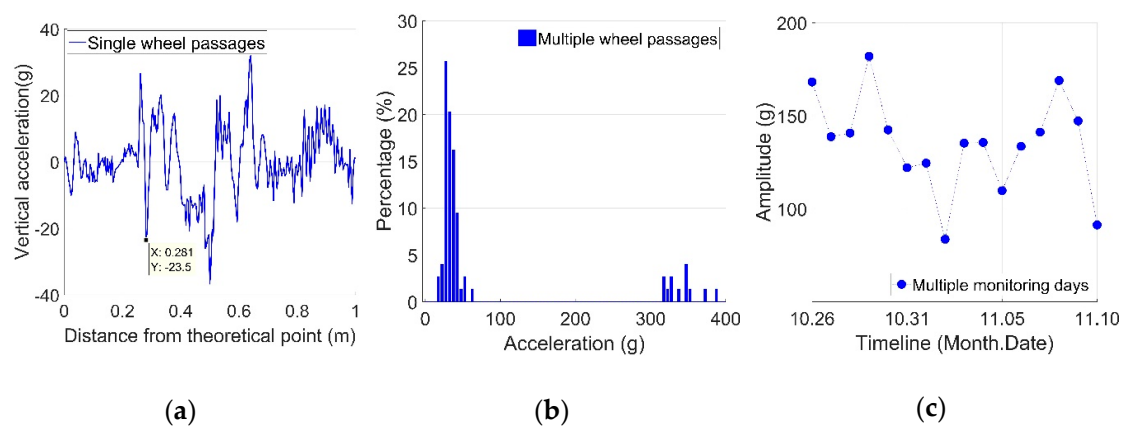 Vertical acceleration(g)
40
20
0
-20
-40
Single wheel passages
X: 0.281
Y: -23.5
0 0.2 0.4 0.6 0.8 1
Distance from theoretical point (m)
(a)
Percentage (%)
30
25
20
15
10
5
0
Multiple wheel passages
0 100 200 300 400
Acceleration (g)
(b)
Amplitude (g)
200
150
100
Multiple monitoring days
10.26 10.31 11.05 11.10
Timeline (Month.Date)
(c)